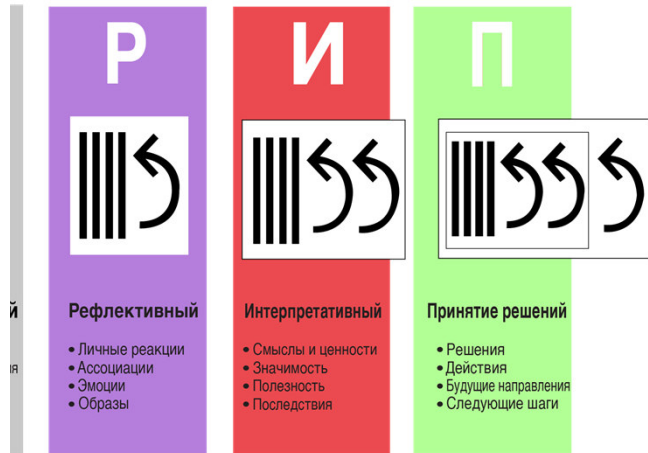 Р
И
П
й
Рефлективный
Интерпретативный
Принятие решений
я
• Личные реакции
• Ассоциации
• Эмоции
• Образы
• Смыслы и ценности
• Значимость
• Полезность
• Последствия
• Решения
• Действия
• Будущие направления
• Следующие шаги